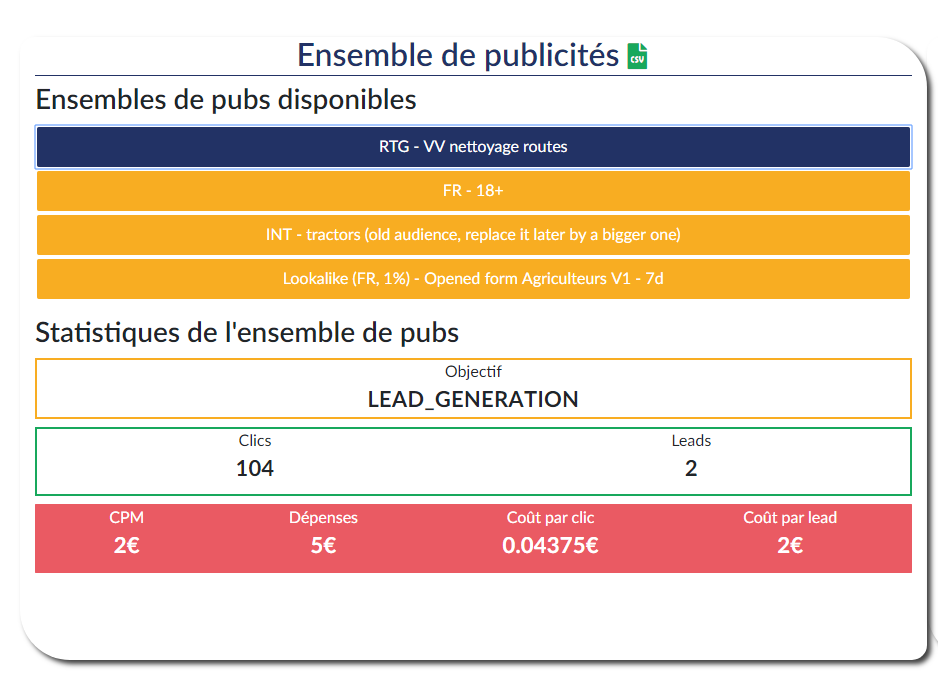 Ensemble de publicités
CSV
Ensembles de pubs disponibles
RTG - VV nettoyage routes
FR - 18+
INT - tractors (old audience, replace it later by a bigger one)
Lookalike (FR, 1%) - Opened form Agriculteurs V1 - 7d
Statistiques de l'ensemble de pubs
Objectif
LEAD_GENERATION
Clics Leads
104 2
CPM Dépenses Coût par clic Coût par lead
2€ 5€ 0.04375€ 2€